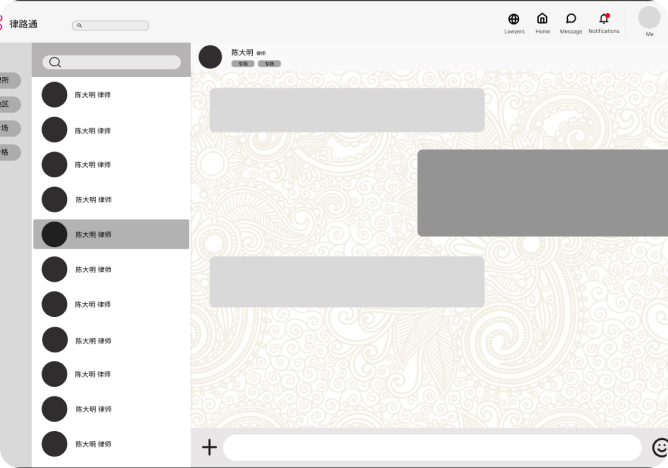 律路通
Lawyers
Home
Message
Notifications
Me
陈大明 律师
专场 专场
所
区
场
格
陈大明 律师
陈大明 律师
陈大明 律师
陈大明 律师
陈大明 律师
陈大明 律师
陈大明 律师
陈大明 律师
陈大明 律师
陈大明 律师
陈大明 律师